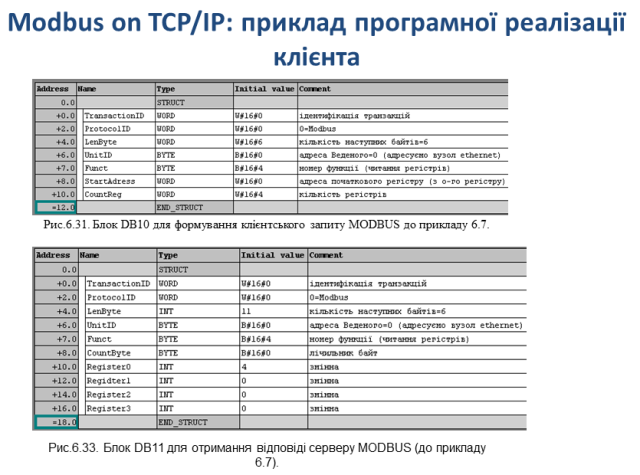 Modbus on TCP/IP: приклад програмної реалізації
клієнта
Address Name Type Initial value Comment
0.0 STRUCT
+0.0 TransactionID WORD W#16#0 ідентифікація транзакцій
+2.0 ProtocolID WORD W#16#0 0=Modbus
+4.0 LenByte WORD W#16#6 кількість наступних байтів=6
+6.0 UnitID BYTE B#16#0 адреса Веденого=0 (адресуємо вузол ethernet)
+7.0 Funct BYTE B#16#4 номер функції (читання регістрів)
+8.0 StartAdress WORD W#16#0 адреса початкового регістру (з 0-го регістру)
+10.0 CountReg WORD W#16#4 кількість регістрів
=12.0 END_STRUCT
Рис.6.31. Блок DB10 для формування клієнтського запиту MODBUS до прикладу 6.7.
Address Name Type Initial value Comment
0.0 STRUCT
+0.0 TransactionID WORD W#16#0 ідентифікація транзакцій
+2.0 ProtocolID WORD W#16#0 0=Modbus
+4.0 LenByte INT 11 кількість наступних байтів=6
+6.0 UnitID BYTE B#16#0 адреса Веденого=0 (адресуємо вузол ethernet)
+7.0 Funct BYTE B#16#4 номер функції (читання регістрів)
+8.0 CountByte BYTE B#16#0 лічильник байт
+10.0 Register0 INT 4 змінна
+12.0 Regidter1 INT 0 змінна
+14.0 Register2 INT 0 змінна
+16.0 Register3 INT 0 змінна
=18.0 END_STRUCT
Рис.6.33. Блок DB11 для отримання відповіді серверу MODBUS (до прикладу
6.7).